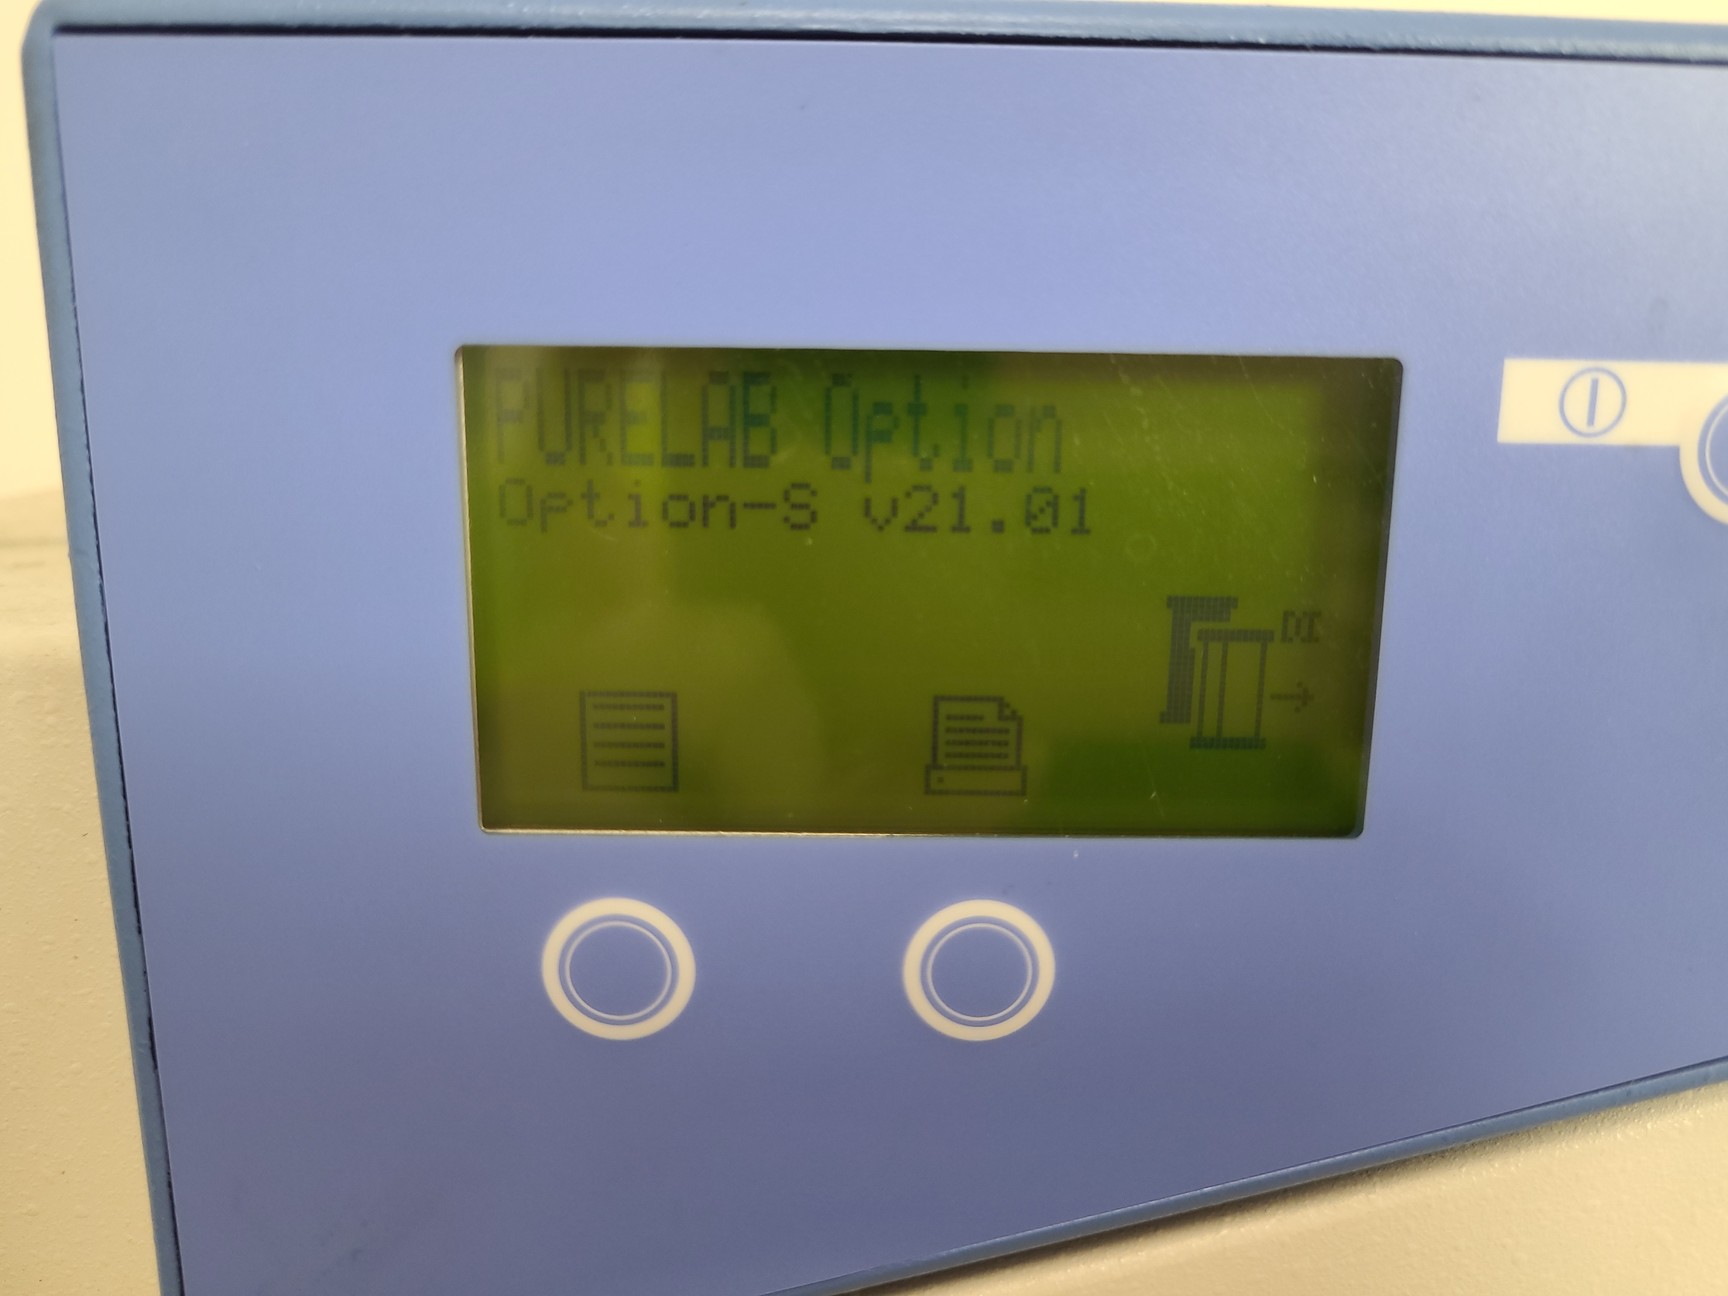 PURELAB Option
Option-S v21.01